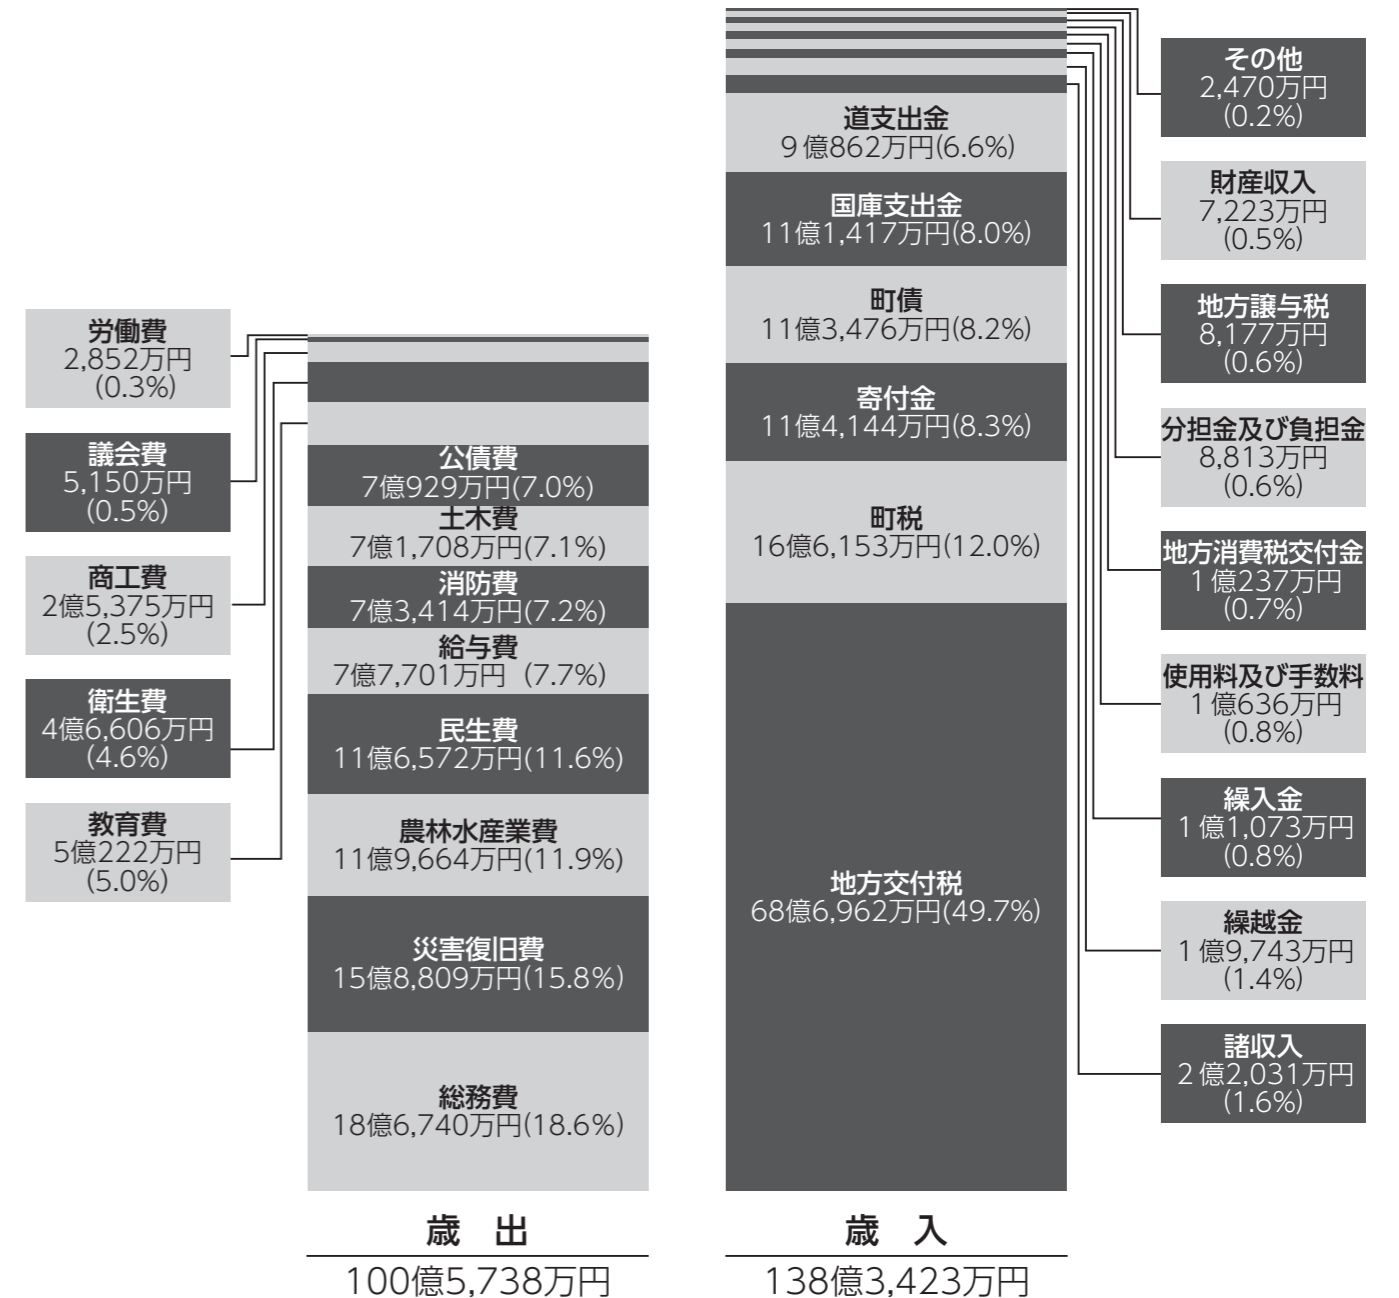 労働費
2,852万円
(0.3%)
議会費
5,150万円
(0.5%)
商工費
2億5,375万円
(2.5%)
衛生費
4億6,606万円
(4.6%)
教育費
5億222万円
(5.0%)
公債費
7億929万円(7.0%)
土木費
7億1,708万円(7.1%)
消防費
7億3,414万円(7.2%)
給与費
7億7,701万円 (7.7%)
民生費
11億6,572万円(11.6%)
農林水産業費
11億9,664万円(11.9%)
災害復旧費
15億8,809万円(15.8%)
総務費
18億6,740万円(18.6%)
歳 出
100億5,738万円
道支出金
9億862万円(6.6%)
国庫支出金
11億1,417万円(8.0%)
町債
11億3,476万円(8.2%)
寄付金
11億4,144万円(8.3%)
町税
16億6,153万円(12.0%)
地方交付税
68億6,962万円(49.7%)
歳 入
138億3,423万円
その他
2,470万円
(0.2%)
財産収入
7,223万円
(0.5%)
地方譲与税
8,177万円
(0.6%)
分担金及び負担金
8,813万円
(0.6%)
地方消費税交付金
1億237万円
(0.7%)
使用料及び手数料
1億636万円
(0.8%)
繰入金
1億1,073万円
(0.8%)
繰越金
1億9,743万円
(1.4%)
諸収入
2億2,031万円
(1.6%)